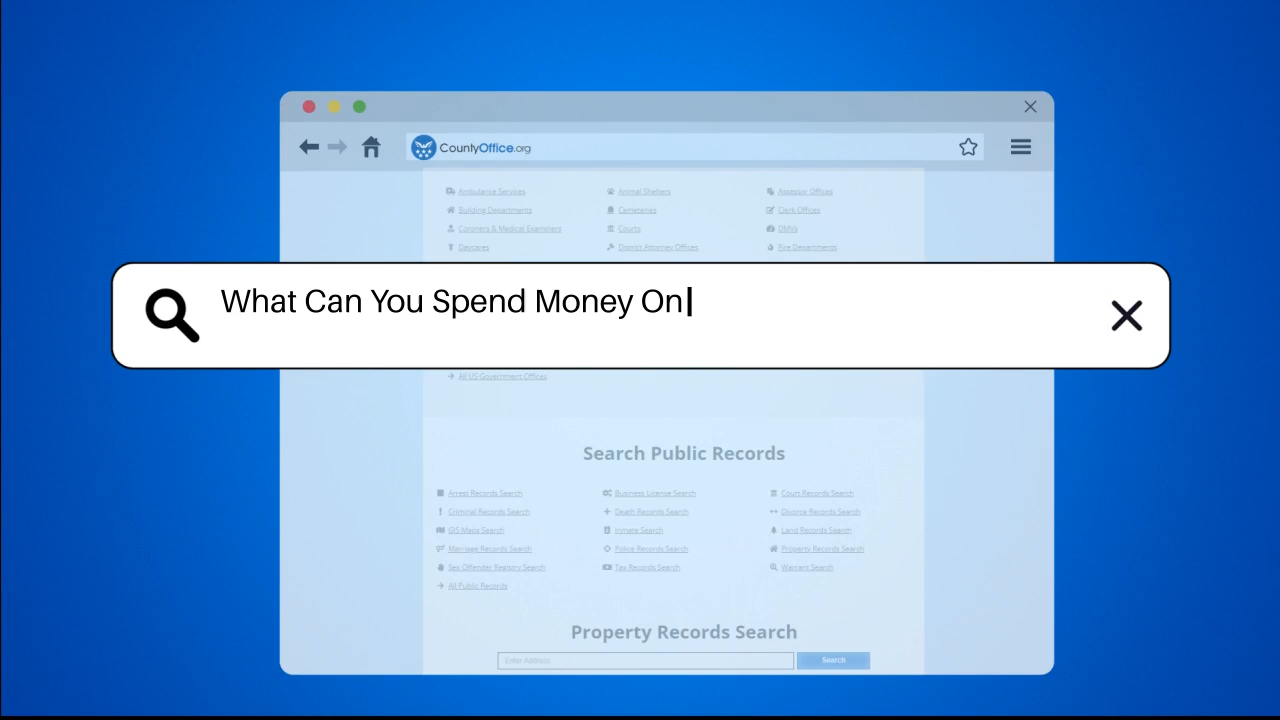 CountyOffice.org
Ambulance Services
Animal Shelters
Assessor Offices
Building Departments
Cemeteries
Clerk Offices
Coroners & Medical Examiners
Courts
DMVs
Daycares
District Attorney Offices
Fire Departments
What Can You Spend Money On
All US Government Offices
Search Public Records
Arrest Records Search
Business License Search
Court Records Search
Criminal Records Search
Death Records Search
Divorce Records Search
GIS Maps Search
Inmate Search
Land Records Search
Marriage Records Search
Police Records Search
Property Records Search
Sex Offender Registry Search
Tax Records Search
Warrant Search
All Public Records
Property Records Search
Enter Address
Search